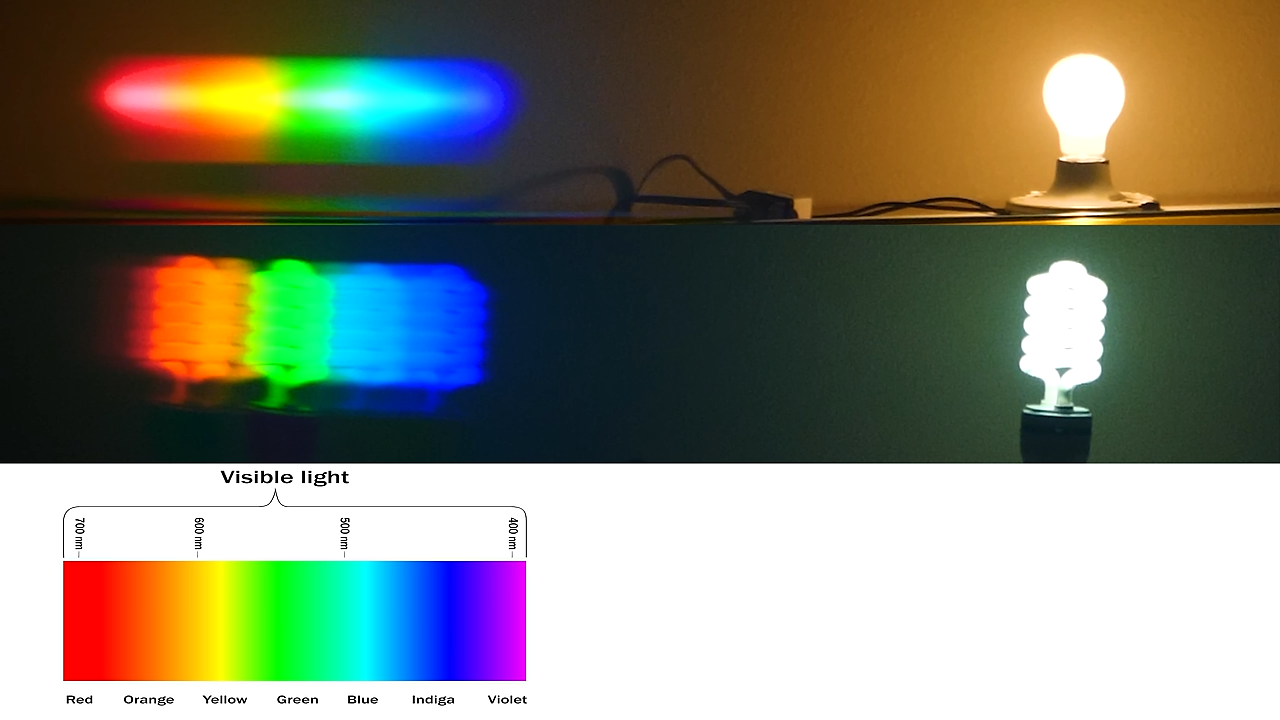 Visible light
700 nm
600 nm
500 nm
400 nm
Red Orange Yellow Green Blue Indiga Violet